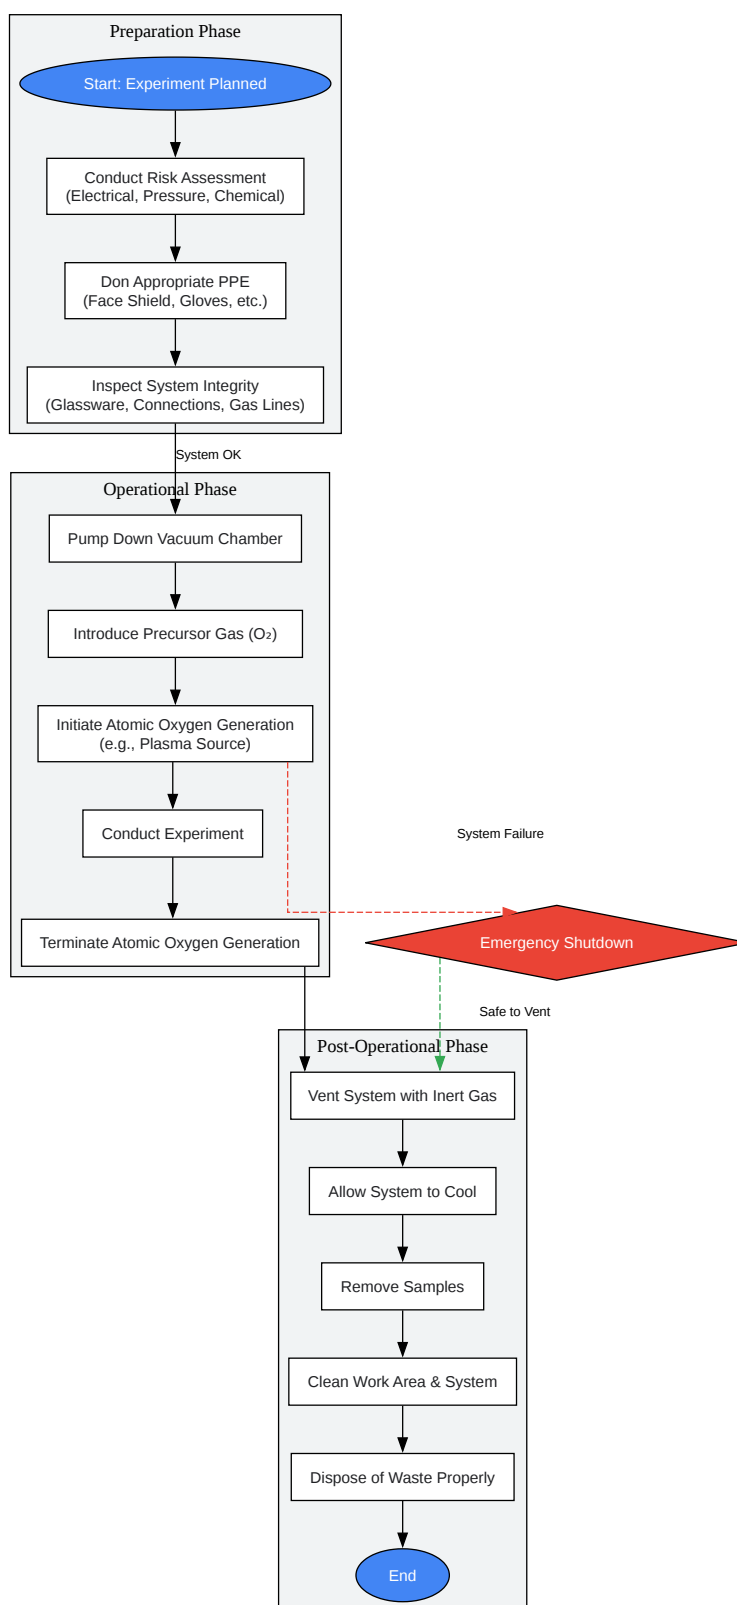 Preparation Phase
Start: Experiment Planned
Conduct Risk Assessment
(Electrical, Pressure, Chemical)
Don Appropriate PPE
(Face Shield, Gloves, etc.)
Inspect System Integrity
(Glassware, Connections, Gas Lines)
System OK
Operational Phase
Pump Down Vacuum Chamber
Introduce Precursor Gas (O₂)
Initiate Atomic Oxygen Generation
(e.g., Plasma Source)
Conduct Experiment
System Failure
Terminate Atomic Oxygen Generation
Emergency Shutdown
Safe to Vent
Post-Operational Phase
Vent System with Inert Gas
Allow System to Cool
Remove Samples
Clean Work Area & System
Dispose of Waste Properly
End